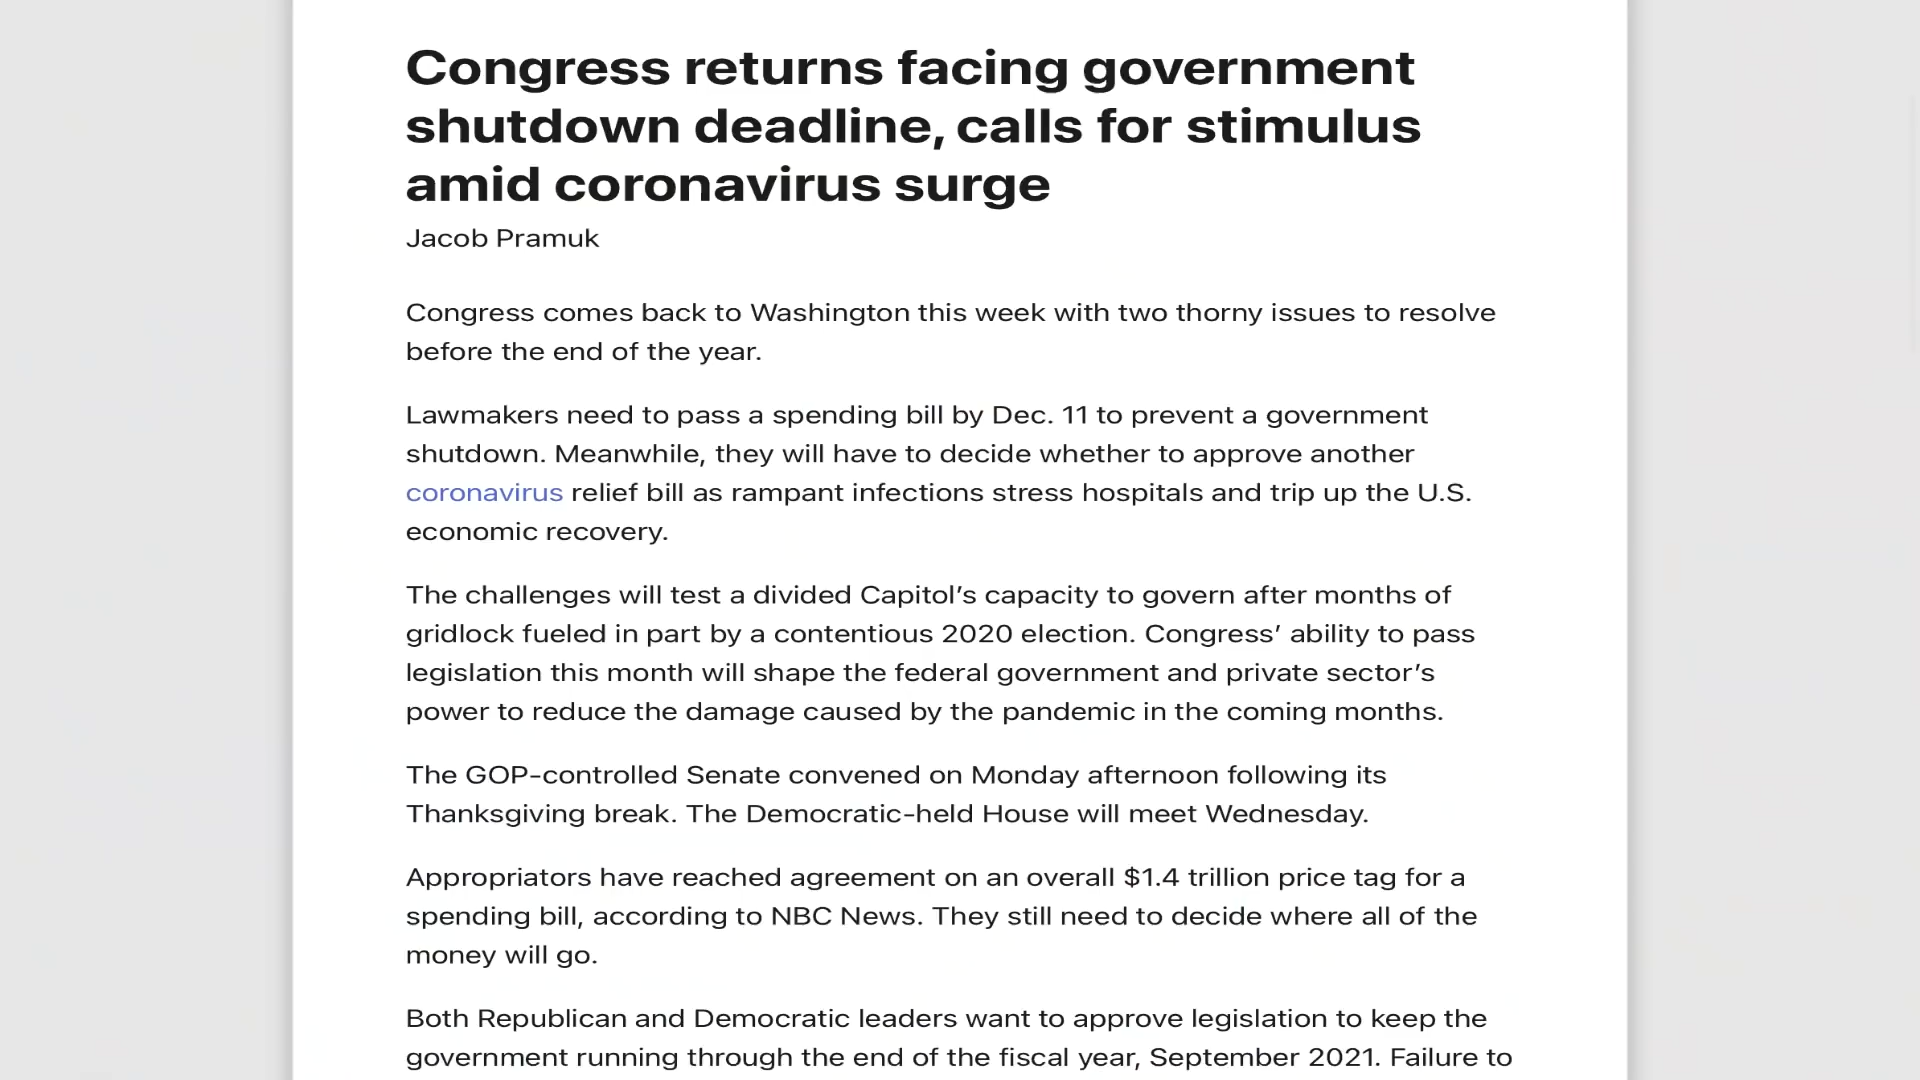 Congress returns facing government
shutdown deadline, calls for stimulus
amid coronavirus surge
Jacob Pramuk
Congress comes back to Washington this week with two thorny issues to resolve
before the end of the year.
Lawmakers need to pass a spending bill by Dec. 11 to prevent a government
shutdown. Meanwhile, they will have to decide whether to approve another
coronavirus relief bill as rampant infections stress hospitals and trip up the U.S.
economic recovery.
The challenges will test a divided Capitol’s capacity to govern after months of
gridlock fueled in part by a contentious 2020 election. Congress’ ability to pass
legislation this month will shape the federal government and private sector’s
power to reduce the damage caused by the pandemic in the coming months.
The GOP-controlled Senate convened on Monday afternoon following its
Thanksgiving break. The Democratic-held House will meet Wednesday.
Appropriators have reached agreement on an overall $1.4 trillion price tag for a
spending bill, according to NBC News. They still need to decide where all of the
money will go.
Both Republican and Democratic leaders want to approve legislation to keep the
government running through the end of the fiscal year, September 2021. Failure to